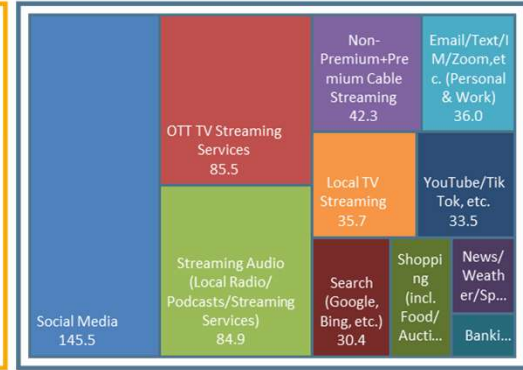 Social Media
145.5
OTT TV Streaming
Services
85.5
Streaming Audio
(Local Radio/
Podcasts/Streaming
Services)
84.9
Non-
Premium+Pre
mium Cable
Streaming
42.3
Email/Text/I
M/Zoom,et
c. (Personal
& Work)
36.0
Local TV
Streaming
35.7
YouTube/Tik
Tok, etc.
33.5
Search
(Google,
Bing, etc.)
30.4
Shoppi
ng
(incl.
Food/
Aucti...
News/
Weath
er/Sp...
Banki...